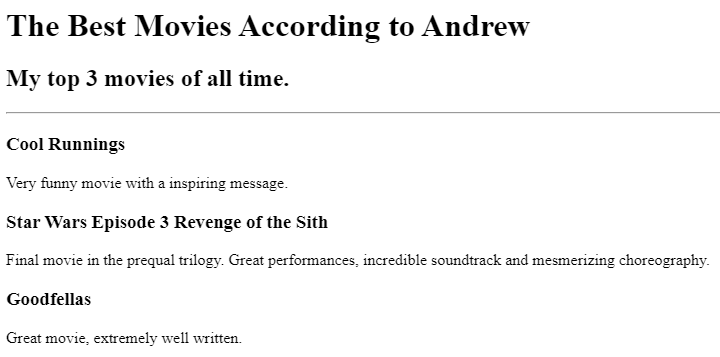 The Best Movies According to Andrew
My top 3 movies of all time.
Cool Runnings
Very funny movie with a inspiring message.
Star Wars Episode 3 Revenge of the Sith
Final movie in the prequal trilogy. Great performances, incredible soundtrack and mesmerizing choreography.
Goodfellas
Great movie, extremely well written.